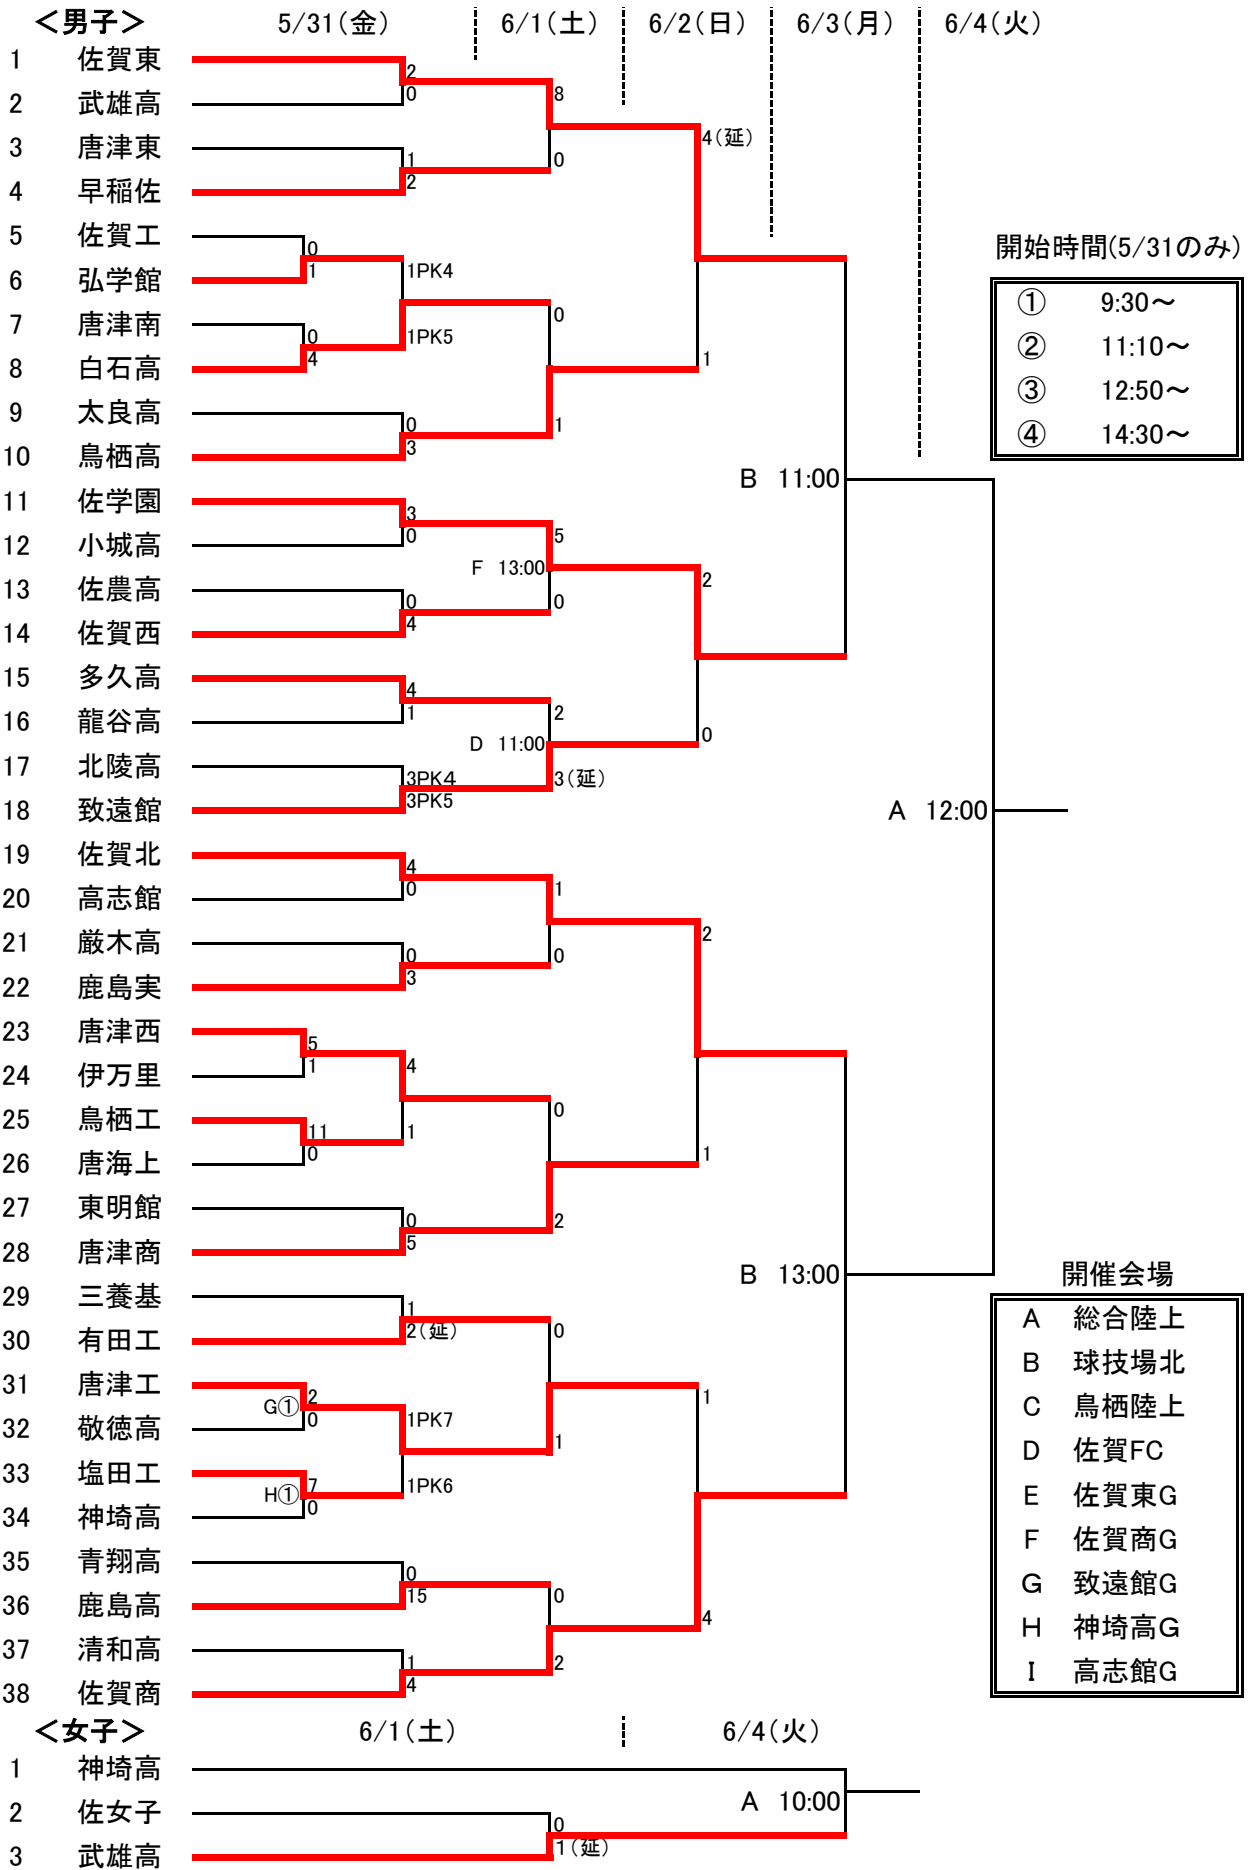 ＜男子＞ 5/31(金) 6/1(土) 6/2(日) 6/3(月) 6/4(火)
1 佐賀東
2
0
8
2 武雄高
4(延)
3 唐津東
1
2
0
4 早稲佐
5 佐賀工
0
1
1PK4
開始時間(5/31のみ)
6 弘学館
① 9:30～
7 唐津南
0
4
1PK5
0
② 11:10～
8 白石高
1
③ 12:50～
9 太良高
0
3
1
④ 14:30～
10 鳥栖高
B 11:00
11 佐学園
3
0
5
12 小城高
F 13:00
2
13 佐農高
0
4
0
14 佐賀西
15 多久高
4
1
2
16 龍谷高
D 11:00
0
17 北陵高
3PK4
3PK5
3(延)
18 致遠館
A 12:00
19 佐賀北
4
0
1
20 高志館
2
21 厳木高
0
3
0
22 鹿島実
23 唐津西
5
1
4
24 伊万里
25 鳥栖工
11
0
1
0
26 唐海上
1
27 東明館
0
5
2
28 唐津商
B 13:00
開催会場
29 三養基
1
2(延)
0
A 総合陸上
30 有田工
B 球技場北
31 唐津工
G①
2
0
1PK7
1
C 鳥栖陸上
32 敬徳高
1
D 佐賀FC
33 塩田工
H①
7
0
1PK6
E 佐賀東G
34 神埼高
F 佐賀商G
35 青翔高
0
15
0
G 致遠館G
36 鹿島高
4
H 神埼高G
37 清和高
1
4
2
I 高志館G
38 佐賀商
＜女子＞ 6/1(土) 6/4(火)
1 神埼高
A 10:00
2 佐女子
0
1(延)
3 武雄高